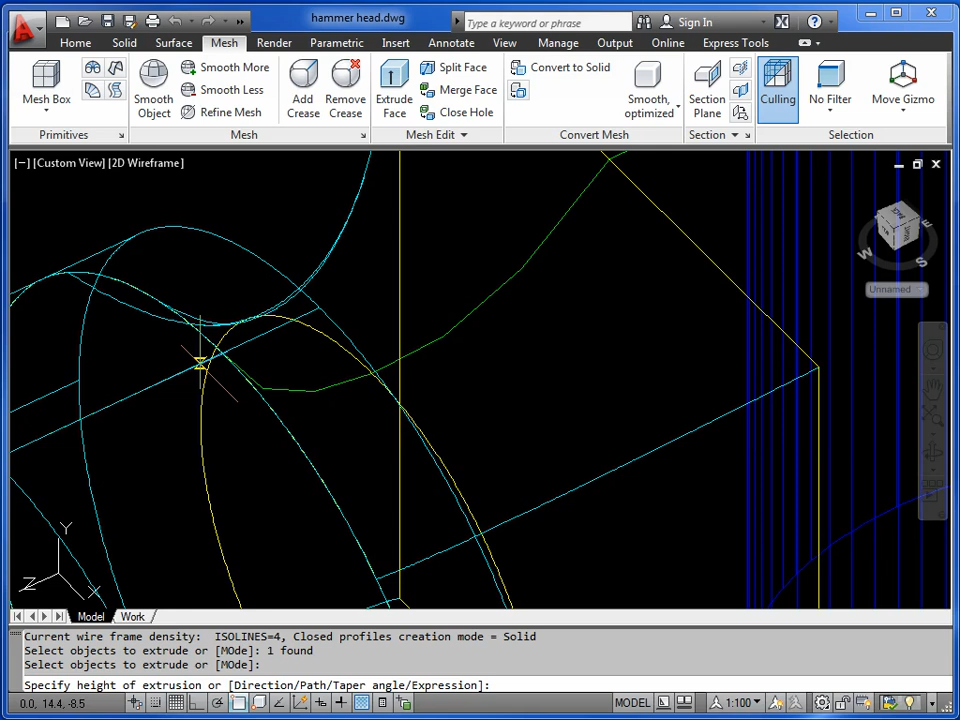 hammer head.dwg
Type a keyword or phrase
Sign In
Home Solid Surface Mesh Render Parametric Insert Annotate View Manage Output Online Express Tools
Mesh Box
Smooth Object
Smooth More
Smooth Less
Refine Mesh
Add Crease
Remove Crease
Extrude Face
Split Face
Merge Face
Close Hole
Convert to Solid
Smooth, optimized
Section Plane
Culling
No Filter
Move Gizmo
Primitives Mesh Mesh Edit Convert Mesh Section Selection
[−] [Custom View] [2D Wireframe]
W
S
E
Unnamed
Y
Z
X
Model Work
Current wire frame density:  ISOLINES=4, Closed profiles creation mode = Solid
Select objects to extrude or [MOde]: 1 found
Select objects to extrude or [MOde]:
Specify height of extrusion or [Direction/Path/Taper angle/Expression]:
0.0, 14.4, -8.5
MODEL
1:100